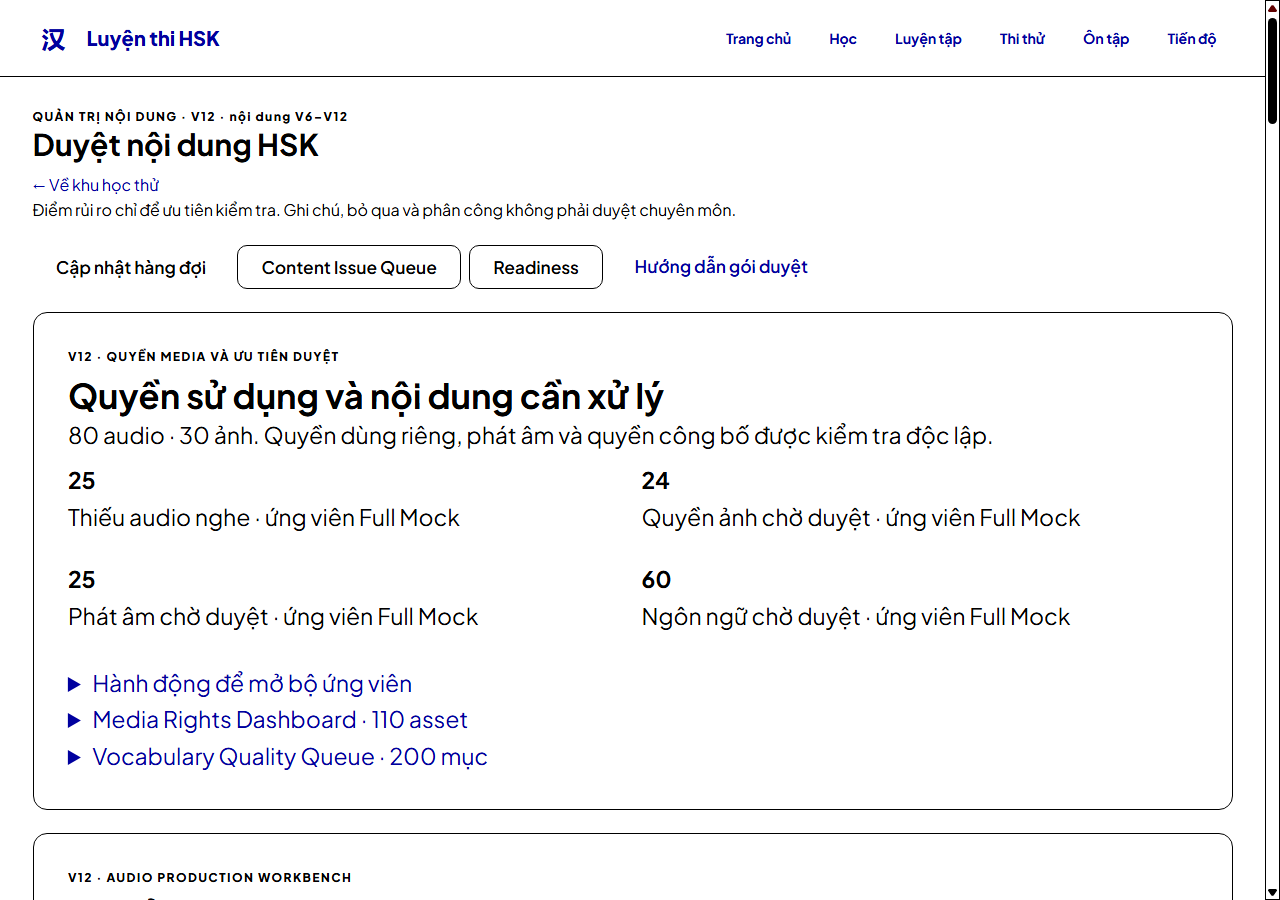 汉 Luyện thi HSK Trang chủ Học Luyện tập Thi thử Ôn tập Tiến độ
QUẢN TRỊ NỘI DUNG · V12 · nội dung V6–V12
Duyệt nội dung HSK
← Về khu học thử
Điểm rủi ro chỉ để ưu tiên kiểm tra. Ghi chú, bỏ qua và phân công không phải duyệt chuyên môn.
Cập nhật hàng đợi Content Issue Queue Readiness Hướng dẫn gói duyệt
V12 · QUYỀN MEDIA VÀ ƯU TIÊN DUYỆT
Quyền sử dụng và nội dung cần xử lý
80 audio · 30 ảnh. Quyền dùng riêng, phát âm và quyền công bố được kiểm tra độc lập.
25
Thiếu audio nghe · ứng viên Full Mock
24
Quyền ảnh chờ duyệt · ứng viên Full Mock
25
Phát âm chờ duyệt · ứng viên Full Mock
60
Ngôn ngữ chờ duyệt · ứng viên Full Mock
Hành động để mở bộ ứng viên
Media Rights Dashboard · 110 asset
Vocabulary Quality Queue · 200 mục
V12 · AUDIO PRODUCTION WORKBENCH